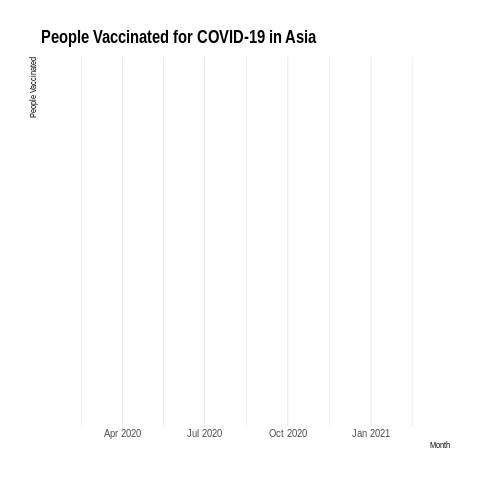 People Vaccinated for COVID-19 in Asia
People Vaccinated
Apr 2020
Jul 2020
Oct 2020
Jan 2021
Month